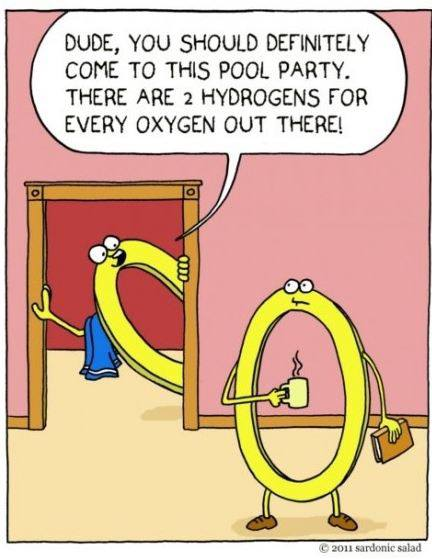 DUDE, YOU SHOULD DEFINITELY
COME TO THIS POOL PARTY.
THERE ARE 2 HYDROGENS FOR
EVERY OXYGEN OUT THERE!
© 2011 sardonic salad